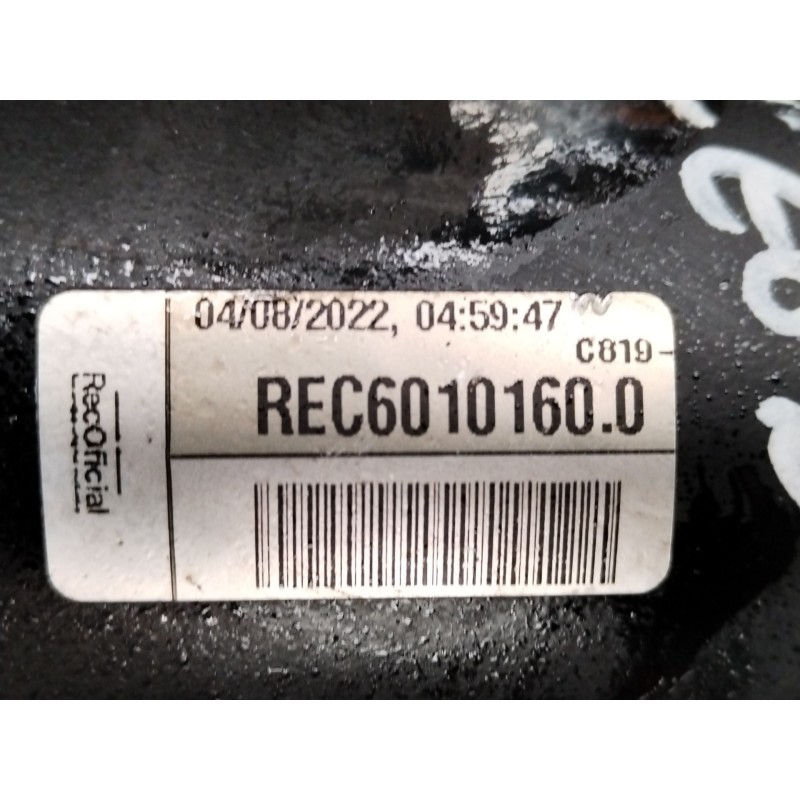 04/08/2022, 04:59:47
C819-
REC6010160.0
RecOficial